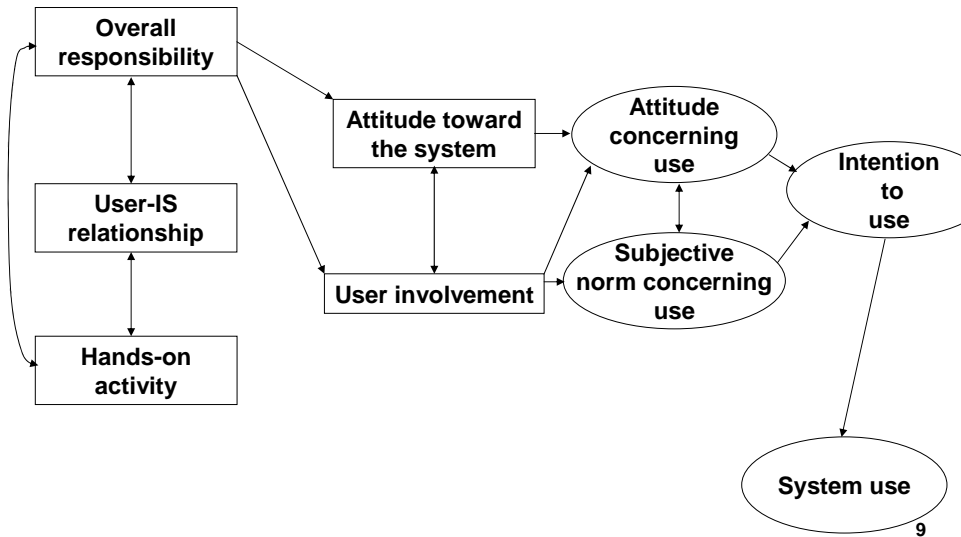 Overall
responsibility
User-IS
relationship
Hands-on
activity
Attitude toward
the system
User involvement
Attitude
concerning
use
Subjective
norm concerning
use
Intention
to
use
System use
9